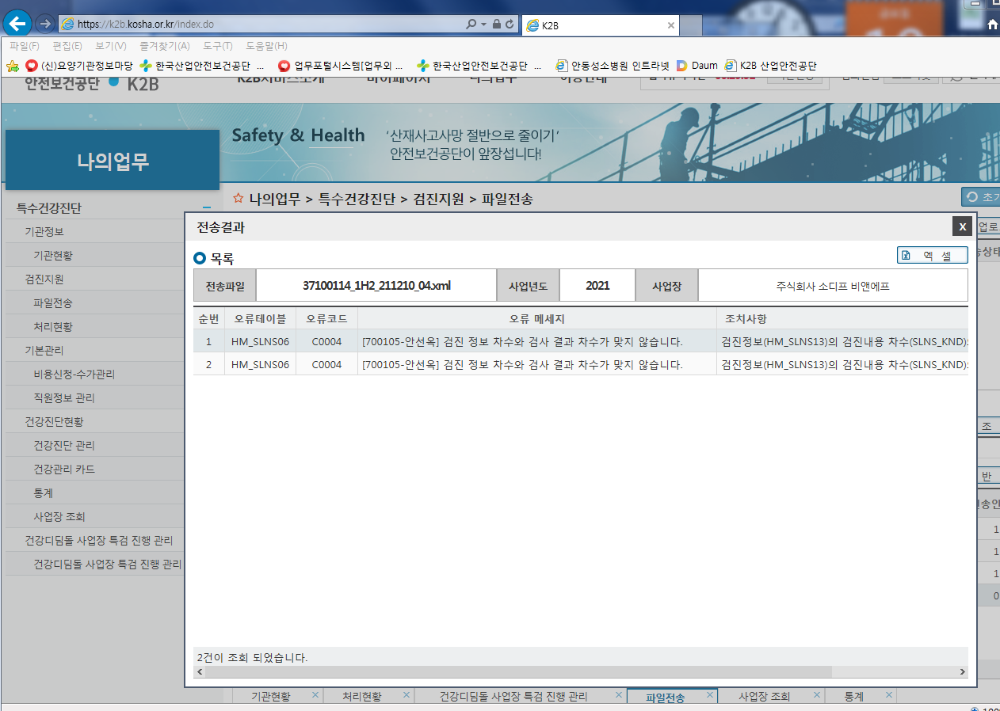 https://k2b.kosha.or.kr/index.do
K2B
파일(F) 편집(E) 보기(V) 즐겨찾기(A) 도구(T) 도움말(H)
(신)요양기관정보마당 한국산업안전보건공단 ... 업무포털시스템[업무외 ... 한국산업안전보건공단 ... 안동성소병원 인트라넷 Daum K2B 산업안전공단
안전보건공단 K2B K2B서비스소개 마이페이지 나의업무 이용안내
나의업무
Safety & Health
'산재사고사망 절반으로 줄이기'
안전보건공단이 앞장섭니다!
나의업무 > 특수건강진단 > 검진지원 > 파일전송
초기
특수건강진단
기관정보
기관현황
검진지원
파일전송
처리현황
기본관리
비용신청-수가관리
직원정보 관리
건강진단현황
건강진단 관리
건강관리 카드
통계
사업장 조회
건강디딤돌 사업장 특검 진행 관리
건강디딤돌 사업장 특검 진행 관리
전송결과
X
목록
엑 셀
전송파일 37100114_1H2_211210_04.xml 사업년도 2021 사업장 주식회사 소디프 비앤에프
순번 오류테이블 오류코드 오류 메세지 조치사항
1 HM_SLNS06 C0004 [700105-안선옥] 검진 정보 차수와 검사 결과 차수가 맞지 않습니다. 검진정보(HM_SLNS13)의 검진내용 차수(SLNS_KND)
2 HM_SLNS06 C0004 [700105-안선옥] 검진 정보 차수와 검사 결과 차수가 맞지 않습니다. 검진정보(HM_SLNS13)의 검진내용 차수(SLNS_KND)
2건이 조회 되었습니다.
업로
송상태
조
반
전송인
1
1
1
0
기관현황 처리현황 건강디딤돌 사업장 특검 진행 관리 파일전송 사업장 조회 통계